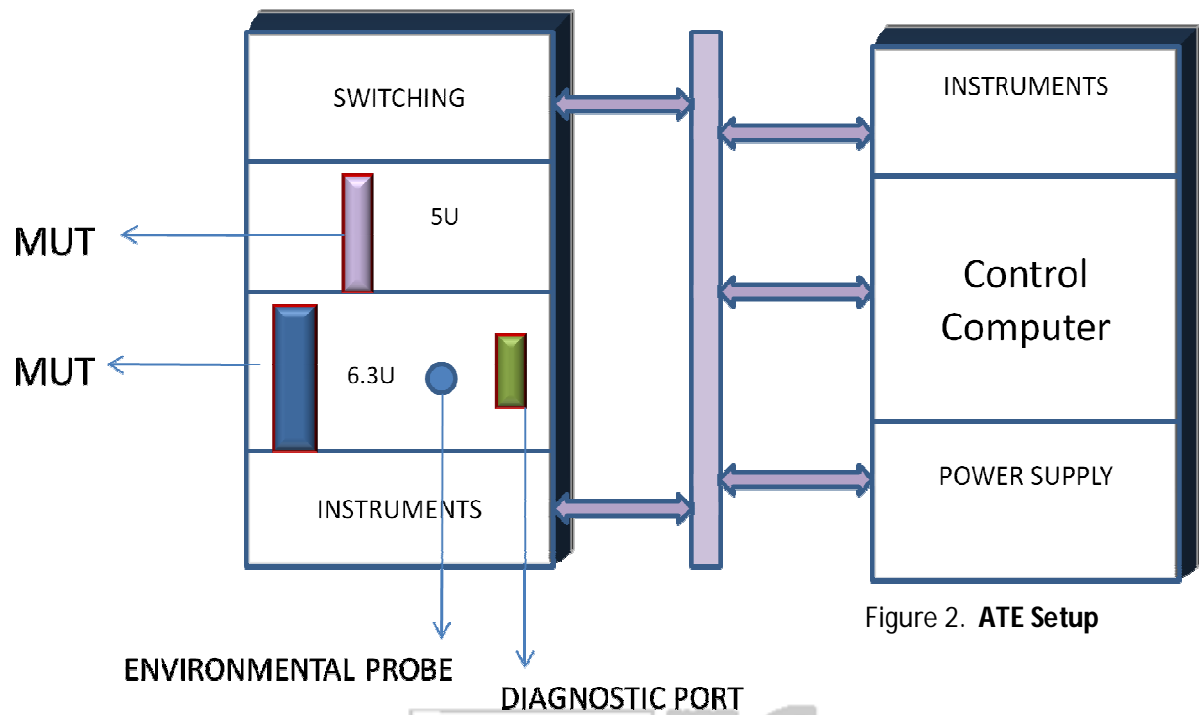 SWITCHING
5U
MUT
6.3U
MUT
INSTRUMENTS
ENVIRONMENTAL PROBE
DIAGNOSTIC PORT
INSTRUMENTS
Control
Computer
POWER SUPPLY
Figure 2. ATE Setup